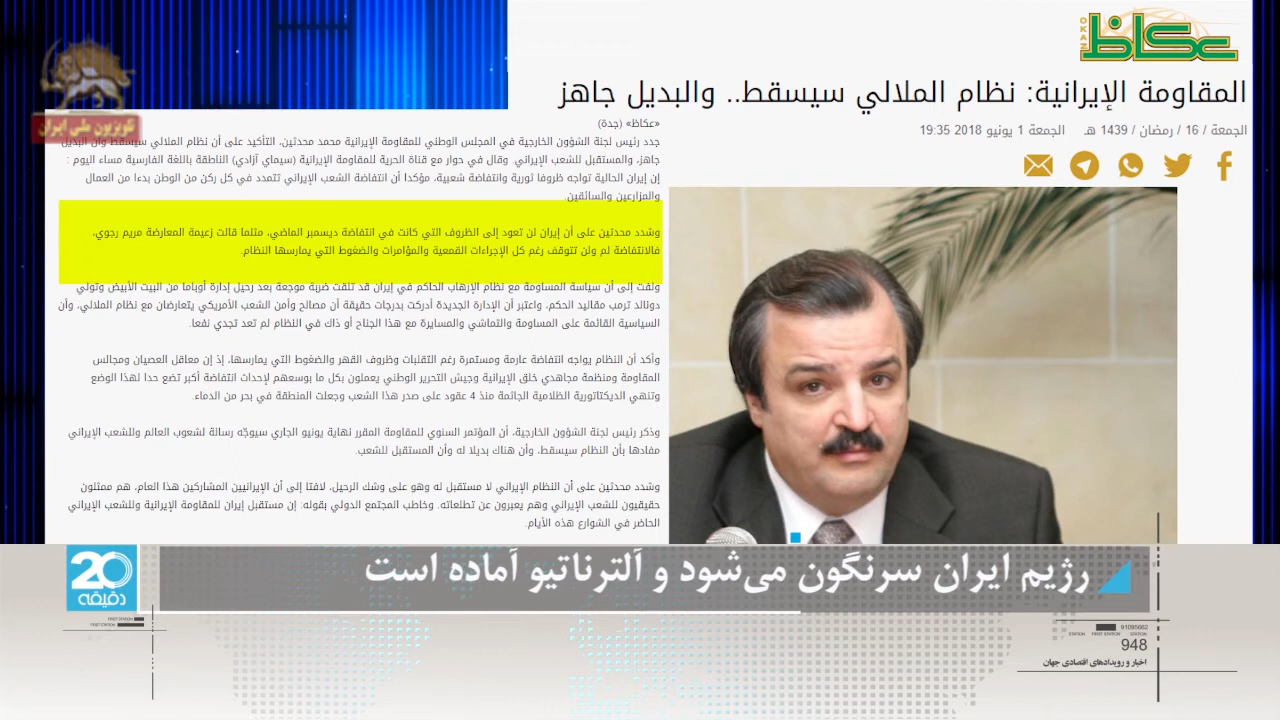 عكاظ
OKAZ
تلویزیون ملی ایران
المقاومة الإيرانية: نظام الملالي سيسقط.. والبديل جاهز
الجمعة / 16 / رمضان / 1439 هـ الجمعة 1 يونيو 2018 19:35
«عكاظ» (جدة)
جدد رئيس لجنة الشؤون الخارجية في المجلس الوطني للمقاومة الإيرانية محمد محدثين، التأكيد على أن نظام الملالي سيسقط وأن البديل
جاهز، والمستقبل للشعب الإيراني. وقال في حوار مع قناة الحرية للمقاومة الإيرانية (سيماي آزادي) الناطقة باللغة الفارسية مساء اليوم :
إن إيران الحالية تواجه ظروفا ثورية وانتفاضة شعبية، مؤكدا أن انتفاضة الشعب الإيراني تتمدد في كل ركن من الوطن بدءا من العمال
والمزارعين والسائقين.
وشدد محدثين على أن إيران لن تعود إلى الظروف التي كانت في انتفاضة ديسمبر الماضي، مثلما قالت زعيمة المعارضة مريم رجوي،
فالانتفاضة لم ولن تتوقف رغم كل الإجراءات القمعية والمؤامرات والضغوط التي يمارسها النظام.
ولفت إلى أن سياسة المساومة مع نظام الإرهاب الحاكم في إيران قد تلقت ضربة موجعة بعد رحيل إدارة أوباما من البيت الأبيض وتولي
دونالد ترمب مقاليد الحكم، واعتبر أن الإدارة الجديدة أدركت بدرجات حقيقة أن مصالح وأمن الشعب الأمريكي يتعارضان مع نظام الملالي، وأن
السياسية القائمة على المساومة والتماشي والمسايرة مع هذا الجناح أو ذاك في النظام لم تعد تجدي نفعا.
وأكد أن النظام يواجه انتفاضة عارمة ومستمرة رغم التقلبات وظروف القهر والضغوط التي يمارسها، إذ إن معاقل العصيان ومجالس
المقاومة ومنظمة مجاهدي خلق الإيرانية وجيش التحرير الوطني يعملون بكل ما بوسعهم لإحداث انتفاضة أكبر تضع حدا لهذا الوضع
وتنهي الديكتاتورية الظلامية الجاثمة منذ 4 عقود على صدر هذا الشعب وجعلت المنطقة في بحر من الدماء.
وذكر رئيس لجنة الشؤون الخارجية، أن المؤتمر السنوي للمقاومة المقرر نهاية يونيو الجاري سيوجّه رسالة لشعوب العالم وللشعب الإيراني
مفادها بأن النظام سيسقط، وأن هناك بديلا له وأن المستقبل للشعب.
وشدد محدثين على أن النظام الإيراني لا مستقبل له وهو على وشك الرحيل، لافتا إلى أن الإيرانيين المشاركين هذا العام، هم ممثلون
حقيقيون للشعب الإيراني وهم يعبرون عن تطلعاته. وخاطب المجتمع الدولي بقوله: إن مستقبل إيران للمقاومة الإيرانية وللشعب الإيراني
الحاضر في الشوارع هذه الأيام.
رژیم ایران سرنگون می‌شود و آلترناتیو آماده است
20
دقیقه
FIRST STATION
FIRST STATION
91095662
STATION FIRST STATION STATION
948
اخبار و رویدادهای اقتصادی جهان